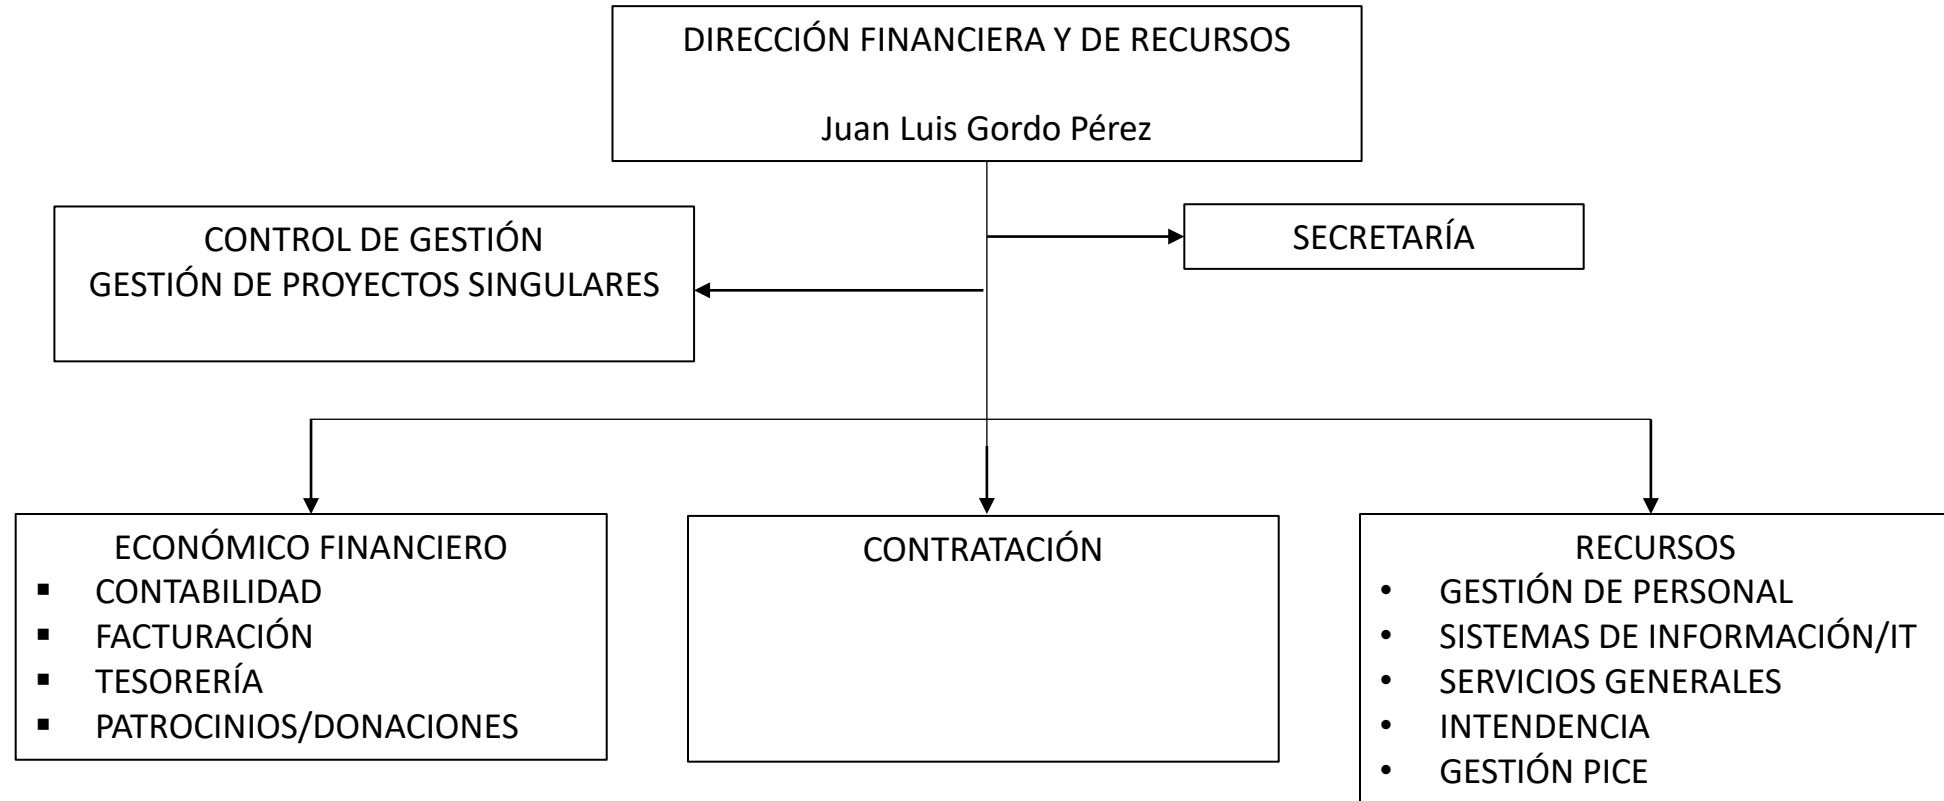 DIRECCIÓN FINANCIERA Y DE RECURSOS
Juan Luis Gordo Pérez
CONTROL DE GESTIÓN
GESTIÓN DE PROYECTOS SINGULARES
SECRETARÍA
ECONÓMICO FINANCIERO
▪ CONTABILIDAD
▪ FACTURACIÓN
▪ TESORERÍA
▪ PATROCINIOS/DONACIONES
CONTRATACIÓN
RECURSOS
• GESTIÓN DE PERSONAL
• SISTEMAS DE INFORMACIÓN/IT
• SERVICIOS GENERALES
• INTENDENCIA
• GESTIÓN PICE